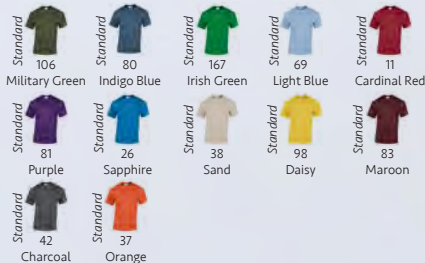 Standard Standard Standard Standard Standard
106 80 167 69 11
Military Green Indigo Blue Irish Green Light Blue Cardinal Red
Standard Standard Standard Standard Standard
81 26 38 98 83
Purple Sapphire Sand Daisy Maroon
Standard Standard
42 37
Charcoal Orange